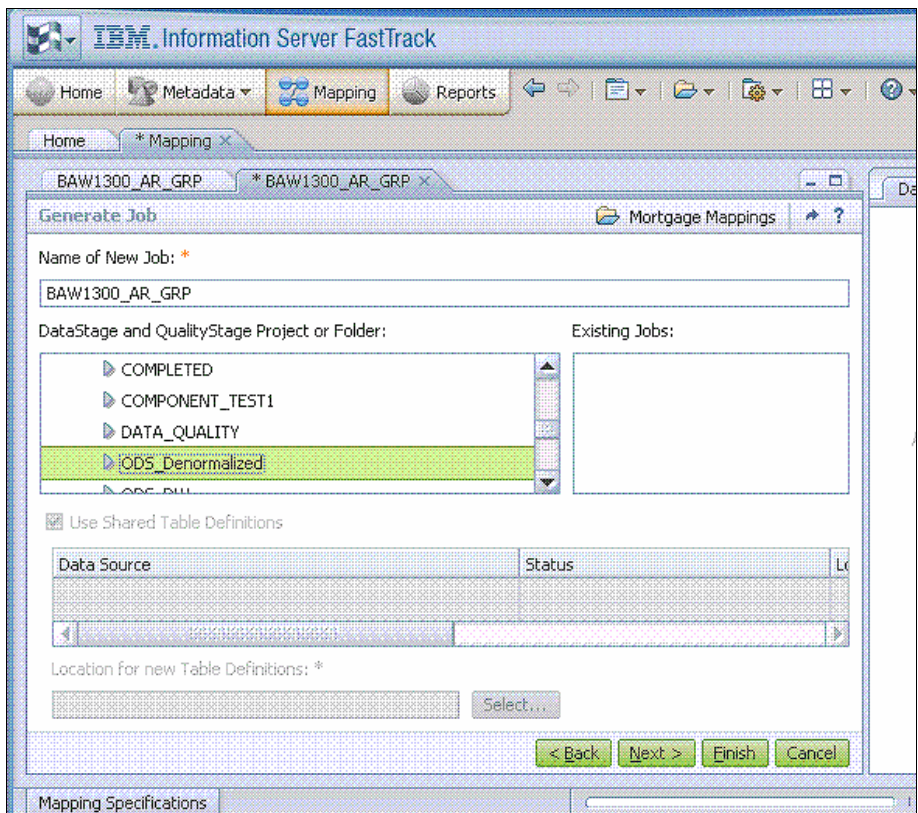 IBM. Information Server FastTrack
Home Metadata Mapping Reports
Home * Mapping
BAW1300_AR_GRP * BAW1300_AR_GRP
Generate Job Mortgage Mappings ?
Name of New Job: *
BAW1300_AR_GRP
DataStage and QualityStage Project or Folder: Existing Jobs:
COMPLETED
COMPONENT_TEST1
DATA_QUALITY
ODS_Denormalized
Use Shared Table Definitions
Data Source Status
Location for new Table Definitions: *
Select...
< Back Next > Finish Cancel
Mapping Specifications